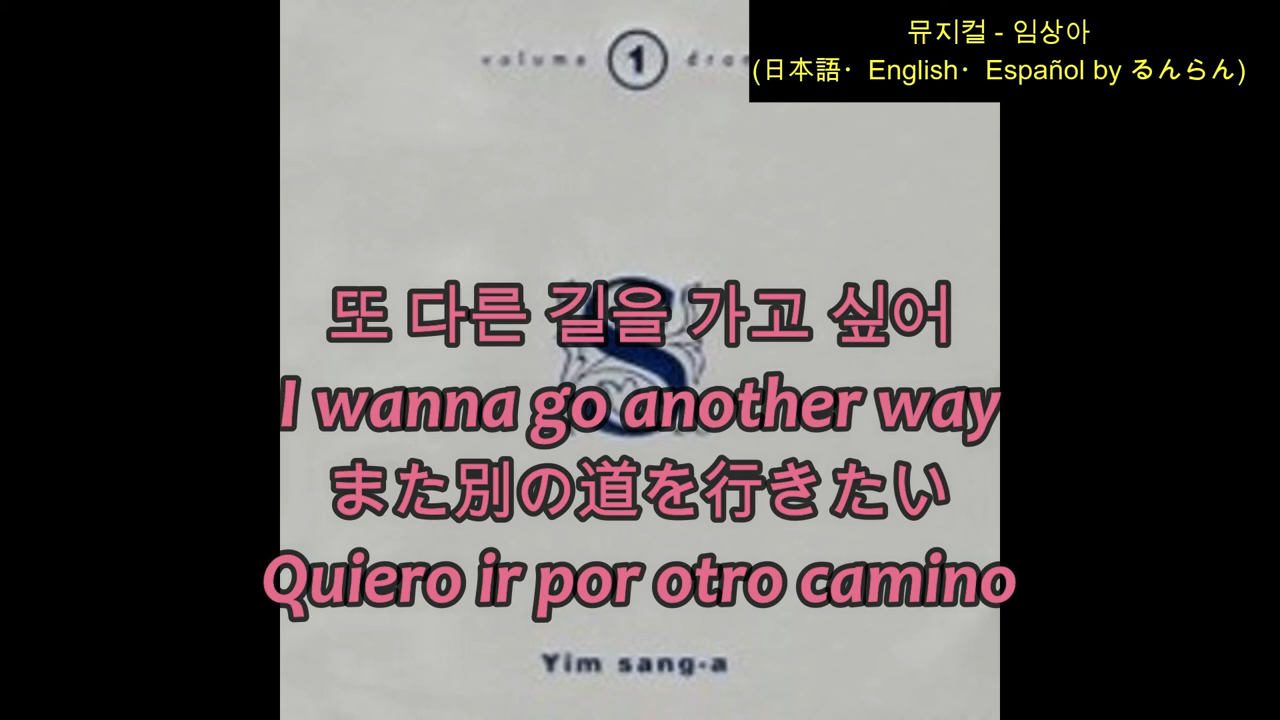 뮤지컬 - 임상아
(日本語・English・Español by るんらん)
volume 1
또 다른 길을 가고 싶어
I wanna go another way
また別の道を行きたい
Quiero ir por otro camino
Yim sang-a